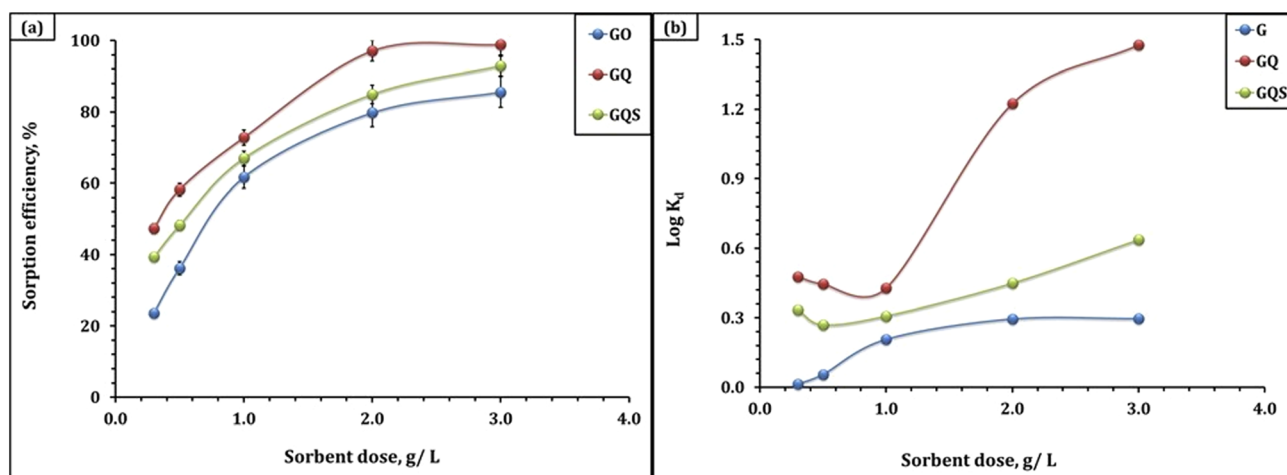 (a)
100
80
60
40
20
0
0.0 1.0 2.0 3.0 4.0
Sorption efficiency, %
Sorbent dose, g/ L
GO
GQ
GQS
(b)
1.5
1.2
0.9
0.6
0.3
0.0
0.0 1.0 2.0 3.0 4.0
Log Kd
Sorbent dose, g/ L
G
GQ
GQS